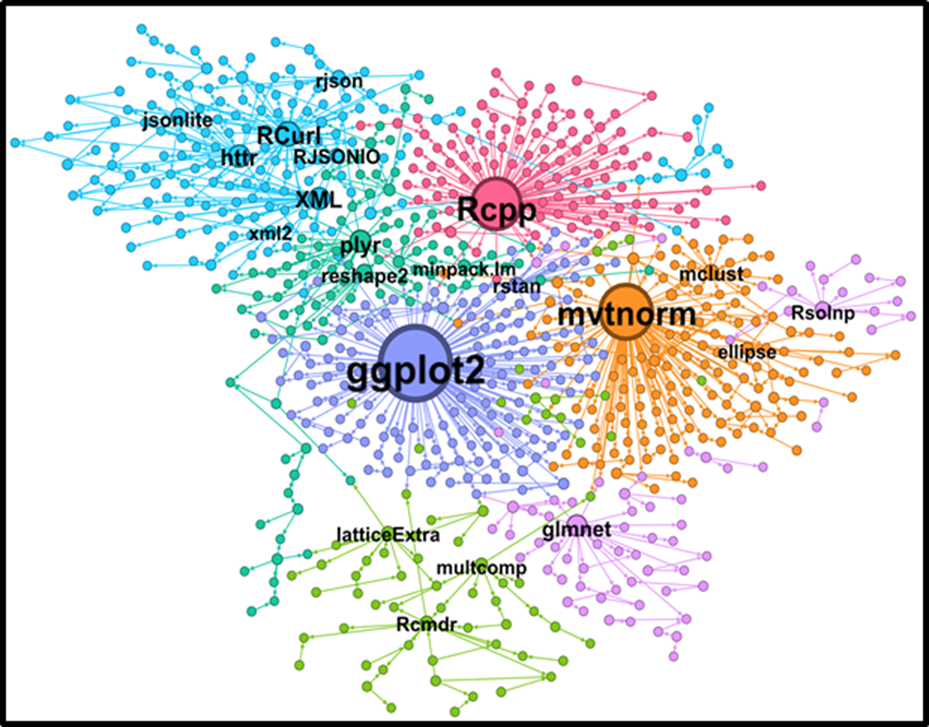 rjson
jsonlite
RCurl
httr
RJSONIO
XML
Rcpp
xml2
plyr
reshape2
minpack.lm
rstan
mclust
mvtnorm
Rsolnp
ellipse
ggplot2
latticeExtra
glmnet
multcomp
Rcmdr